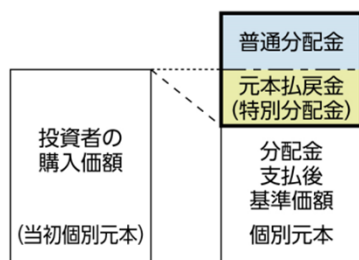 普通分配金
元本払戻金
(特別分配金)
投資者の
購入価額
(当初個別元本)
分配金
支払後
基準価額
個別元本